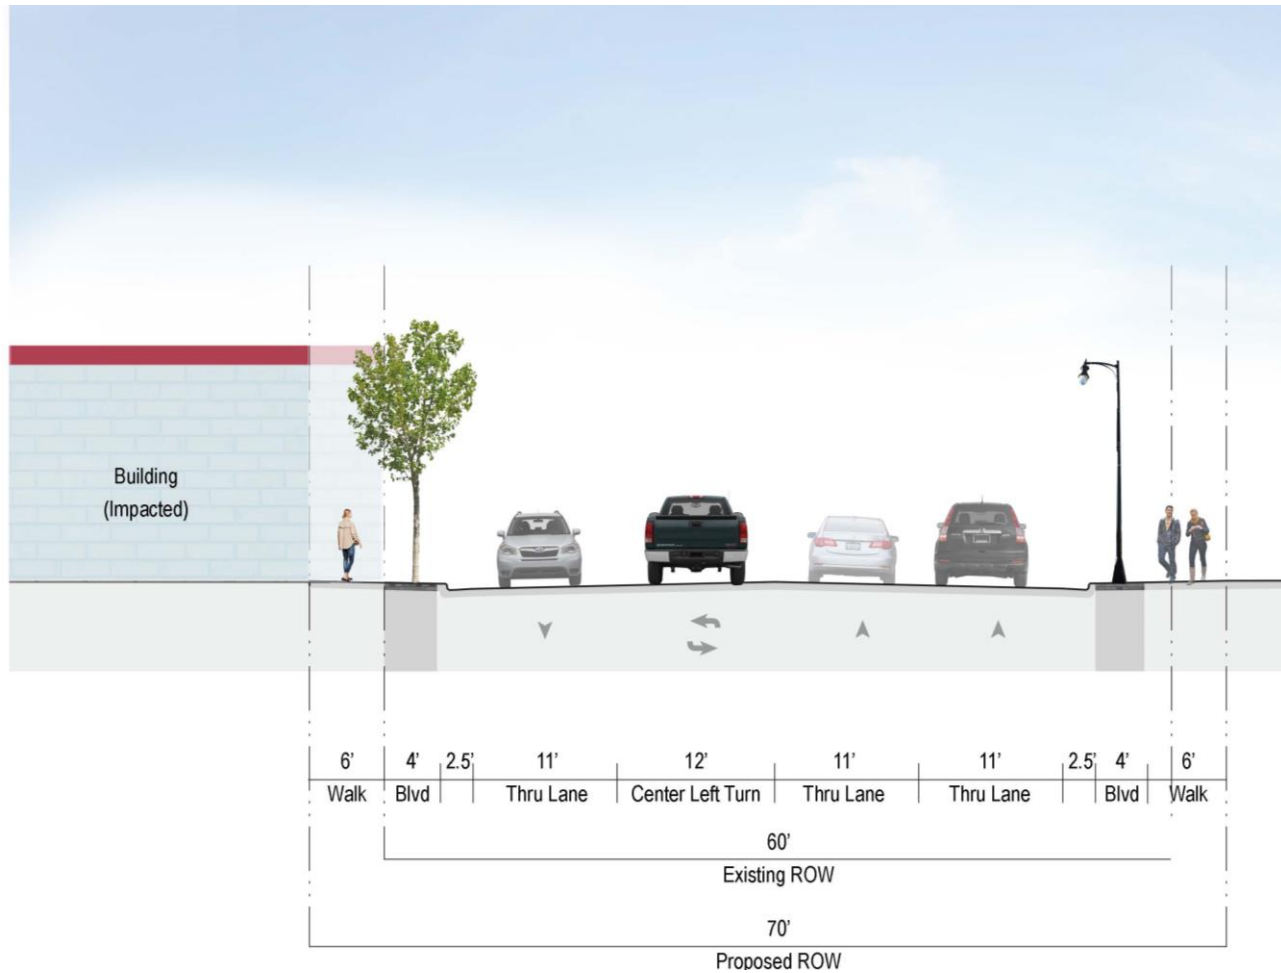 Building
(Impacted)
6' 4' 2.5' 11' 12' 11' 11' 2.5' 4' 6'
Walk Blvd Thru Lane Center Left Turn Thru Lane Thru Lane Blvd Walk
60'
Existing ROW
70'
Proposed ROW